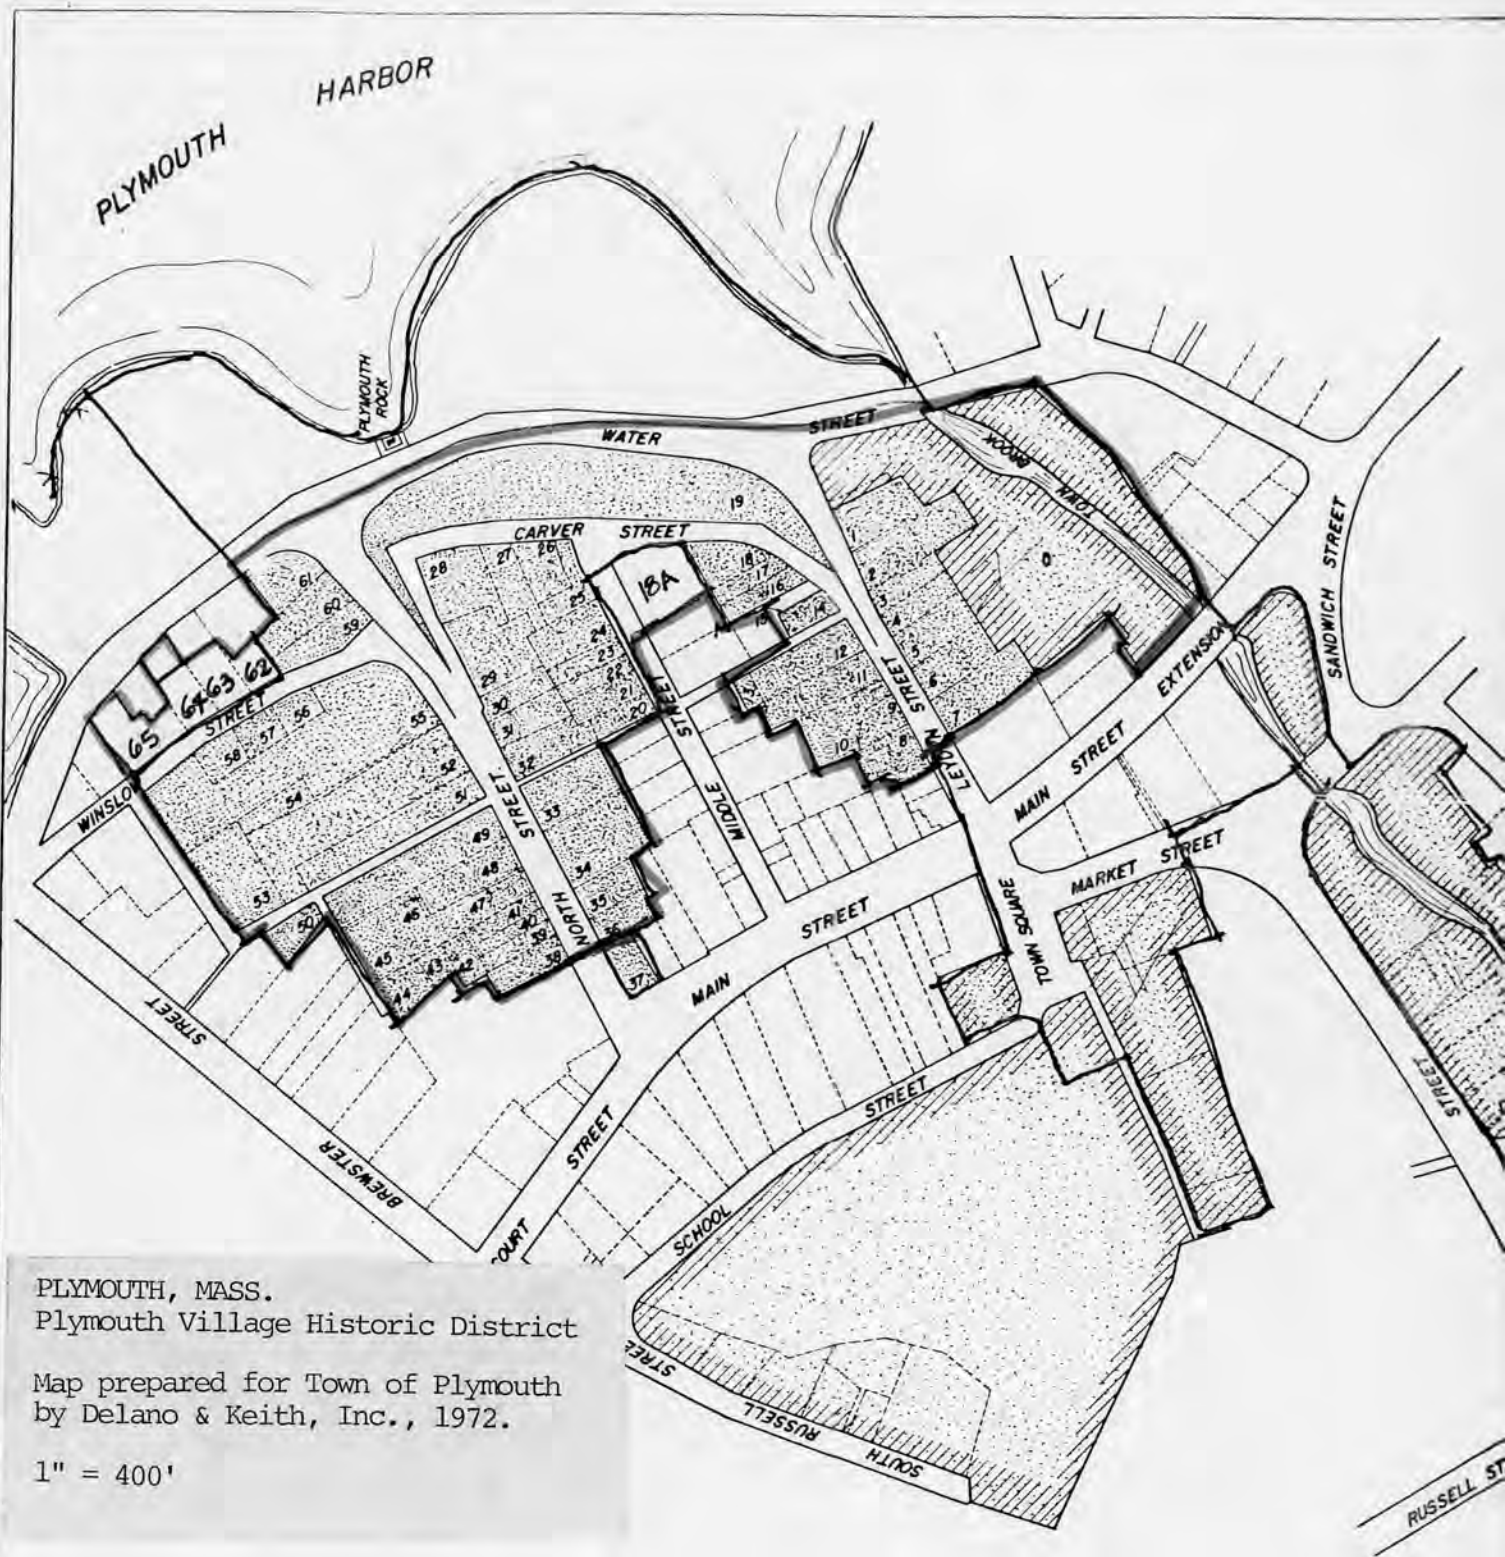 PLYMOUTH HARBOR
PLYMOUTH
ROCK
WATER STREET
TOWN BROOK
CARVER STREET
SANDWICH STREET
WINSLO
STREET
NORTH STREET
MIDDLE STREET
LEYDEN STREET
MAIN STREET EXTENSION
MARKET STREET
TOWN SQUARE
MAIN STREET
COURT STREET
SCHOOL STREET
BREWSTER STREET
SOUTH RUSSELL STREE
STREET
RUSSELL ST
0
1
2
3
4
5
6
7
8
9
10
11
12
13
14
15
16
17
18
18A
19
20
21
22
23
24
25
26
27
28
29
30
31
32
33
34
35
36
37
38
39
40
41
42
43
44
45
46
47
48
49
50
51
52
53
54
55
56
57
58
59
60
61
62
63
64
65
PLYMOUTH, MASS.
Plymouth Village Historic District
Map prepared for Town of Plymouth
by Delano & Keith, Inc., 1972.
1" = 400'